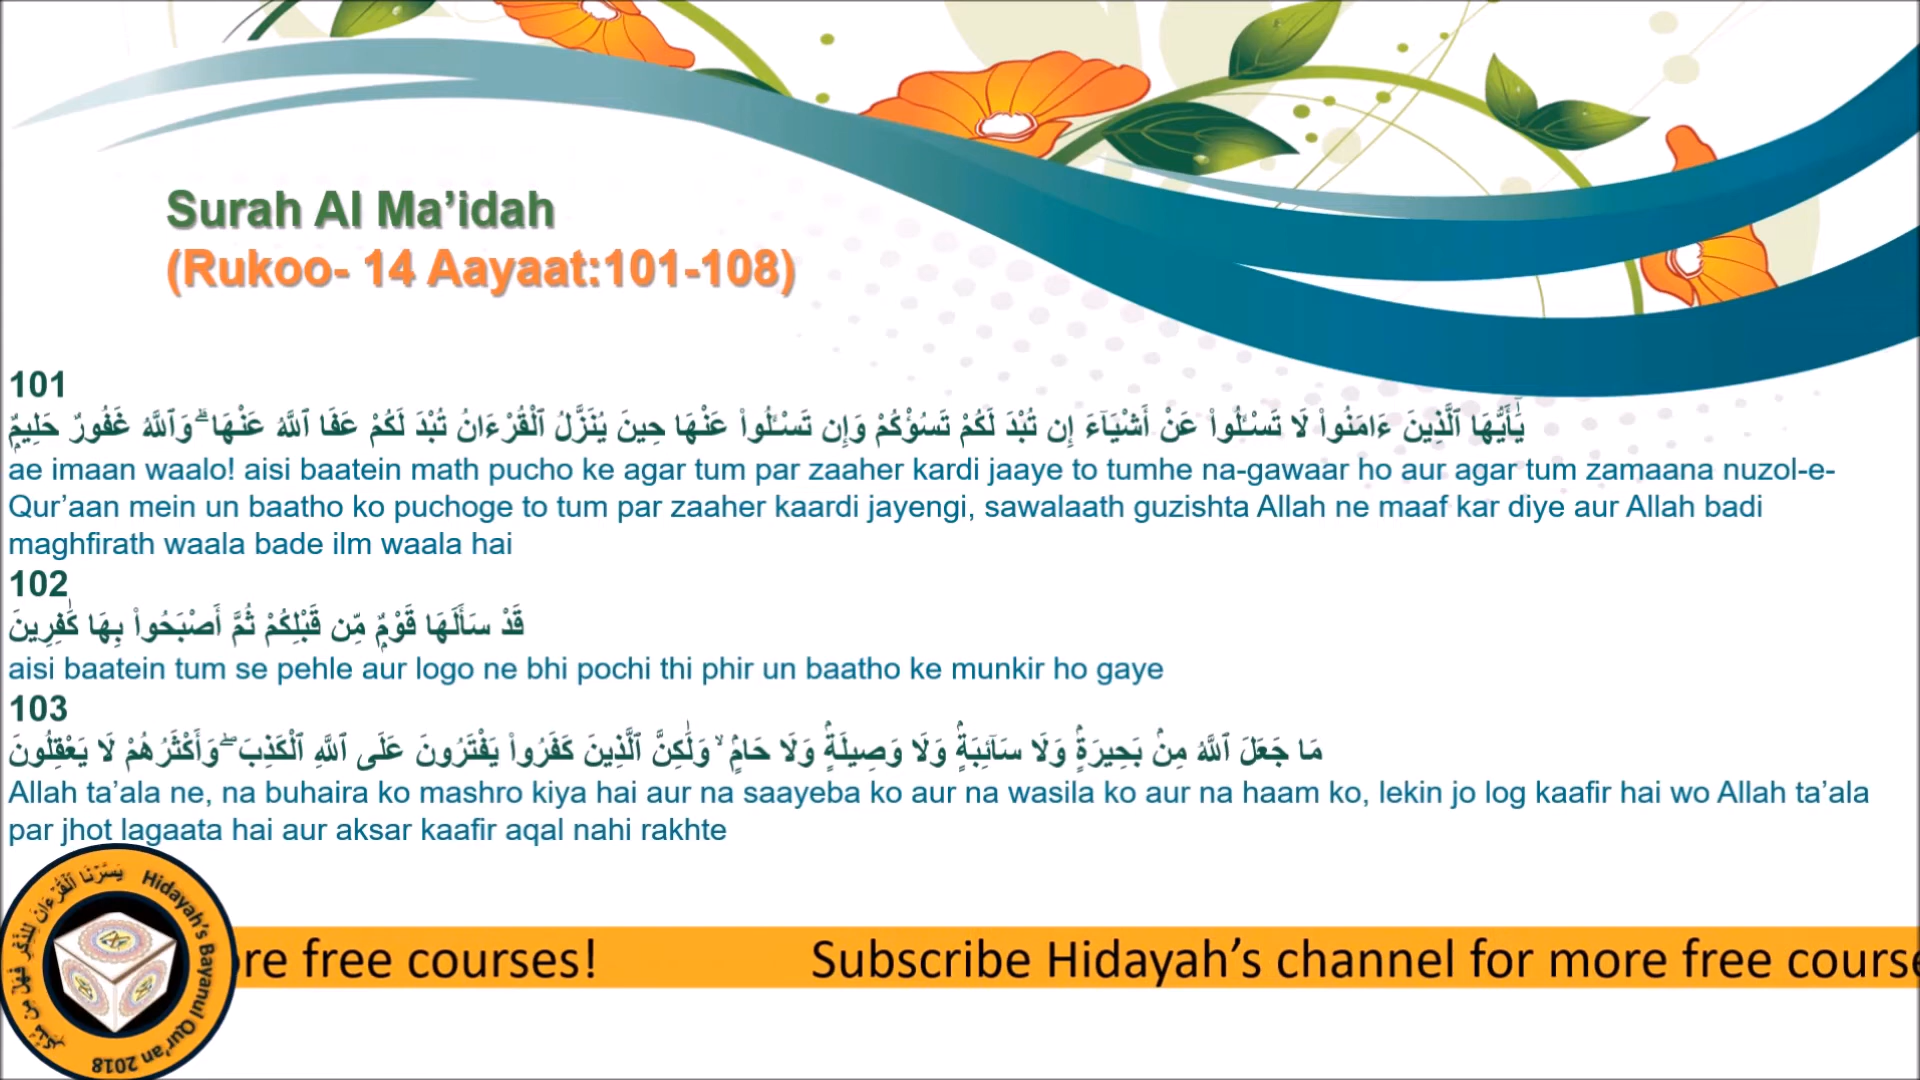 Surah Al Ma’idah
(Rukoo- 14 Aayaat:101-108)
101
يَٰٓأَيُّهَا ٱلَّذِينَ ءَامَنُوا۟ لَا تَسْـَٔلُوا۟ عَنْ أَشْيَآءَ إِن تُبْدَ لَكُمْ تَسُؤْكُمْ وَإِن تَسْـَٔلُوا۟ عَنْهَا حِينَ يُنَزَّلُ ٱلْقُرْءَانُ تُبْدَ لَكُمْ عَفَا ٱللَّهُ عَنْهَا ۗ وَٱللَّهُ غَفُورٌ حَلِيمٌ
ae imaan waalo! aisi baatein math pucho ke agar tum par zaaher kardi jaaye to tumhe na-gawaar ho aur agar tum zamaana nuzol-e-
Qur’aan mein un baatho ko puchoge to tum par zaaher kaardi jayengi, sawalaath guzishta Allah ne maaf kar diye aur Allah badi
maghfirath waala bade ilm waala hai
102
قَدْ سَأَلَهَا قَوْمٌ مِّن قَبْلِكُمْ ثُمَّ أَصْبَحُوا۟ بِهَا كَٰفِرِينَ
aisi baatein tum se pehle aur logo ne bhi pochi thi phir un baatho ke munkir ho gaye
103
مَا جَعَلَ ٱللَّهُ مِنۢ بَحِيرَةٍ وَلَا سَآئِبَةٍ وَلَا وَصِيلَةٍ وَلَا حَامٍ ۙ وَلَٰكِنَّ ٱلَّذِينَ كَفَرُوا۟ يَفْتَرُونَ عَلَى ٱللَّهِ ٱلْكَذِبَ ۖ وَأَكْثَرُهُمْ لَا يَعْقِلُونَ
Allah ta’ala ne, na buhaira ko mashro kiya hai aur na saayeba ko aur na wasila ko aur na haam ko, lekin jo log kaafir hai wo Allah ta’ala
par jhot lagaata hai aur aksar kaafir aqal nahi rakhte
يَسَّرْنَا ٱلْقُرْءَانَ لِلذِّكْرِ فَهَلْ مِن مُّدَّكِرٍ
Hidayah’s Bayanul Qur’an 2018
re free courses!
Subscribe Hidayah’s channel for more free course